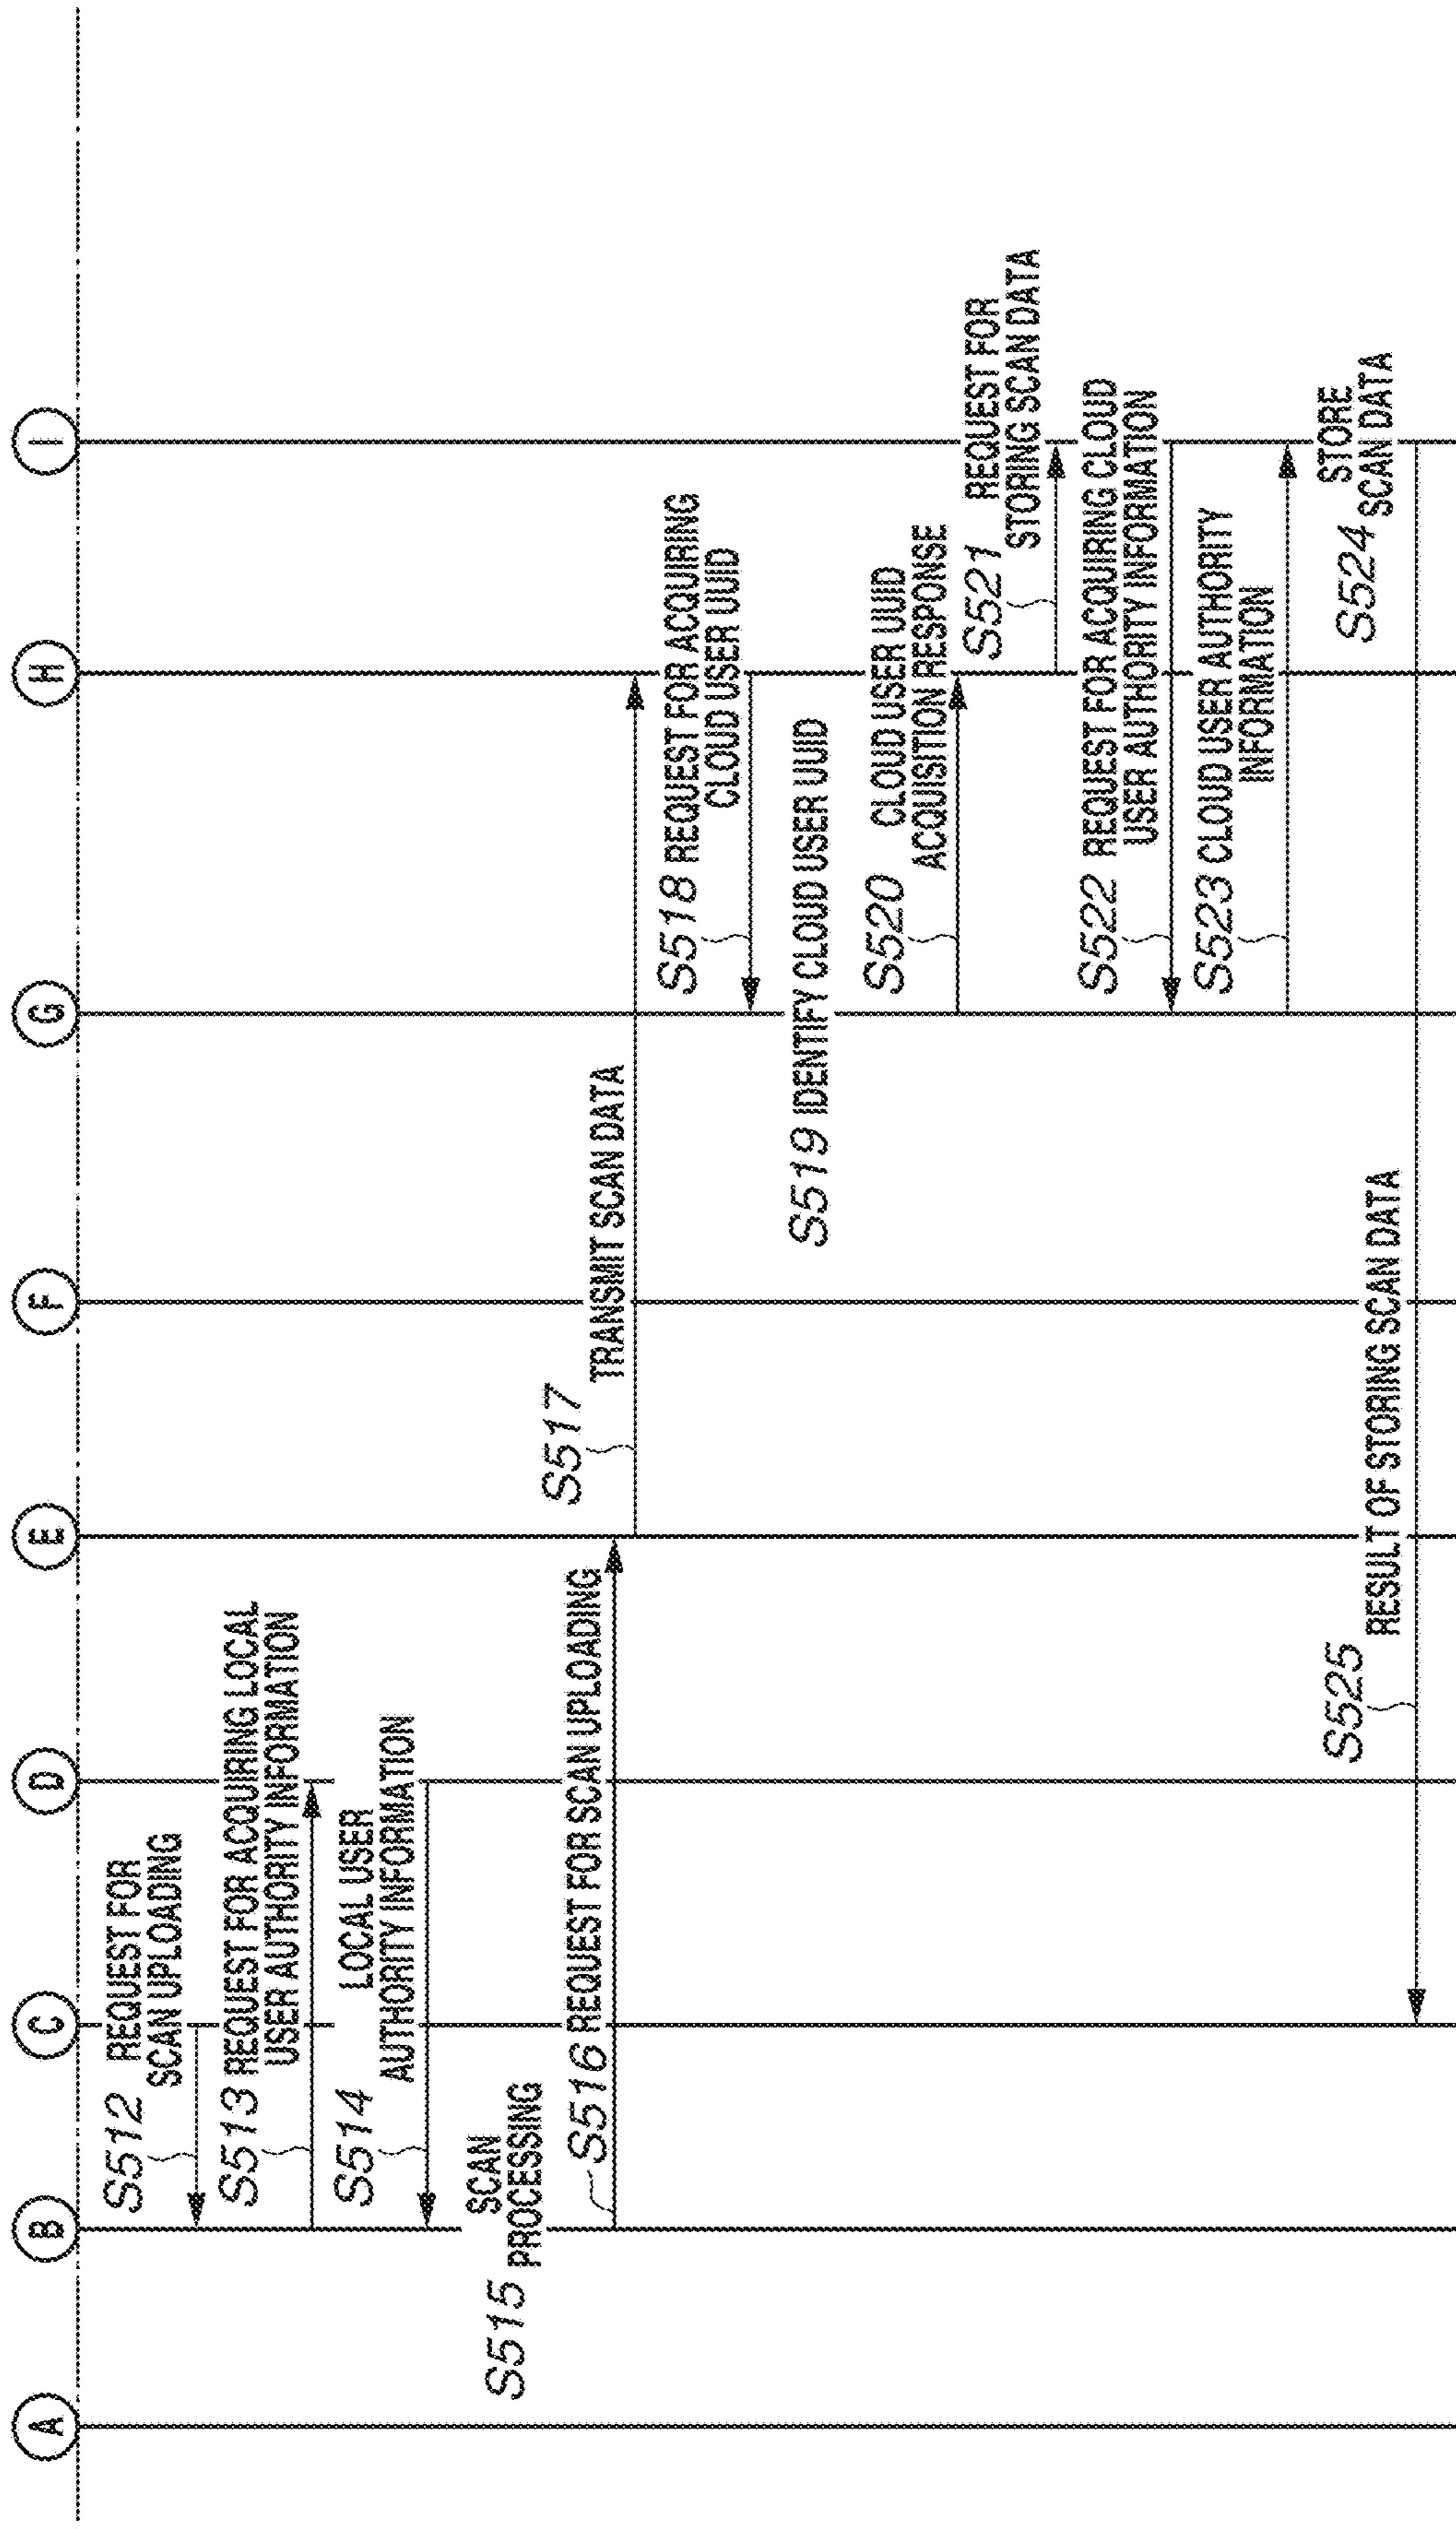 A
B
C
D
E
F
G
H
I
S512
REQUEST FOR
SCAN UPLOADING
S513 REQUEST FOR ACQUIRING LOCAL
USER AUTHORITY INFORMATION
S514
LOCAL USER
AUTHORITY INFORMATION
S515
SCAN
PROCESSING
S516 REQUEST FOR SCAN UPLOADING
S517
TRANSMIT SCAN DATA
S518 REQUEST FOR ACQUIRING
CLOUD USER UUID
S519 IDENTIFY CLOUD USER UUID
S520
CLOUD USER UUID
ACQUISITION RESPONSE
S521
REQUEST FOR
STORING SCAN DATA
S522 REQUEST FOR ACQUIRING CLOUD
USER AUTHORITY INFORMATION
S523 CLOUD USER AUTHORITY
INFORMATION
S524
STORE
SCAN DATA
S525
RESULT OF STORING SCAN DATA